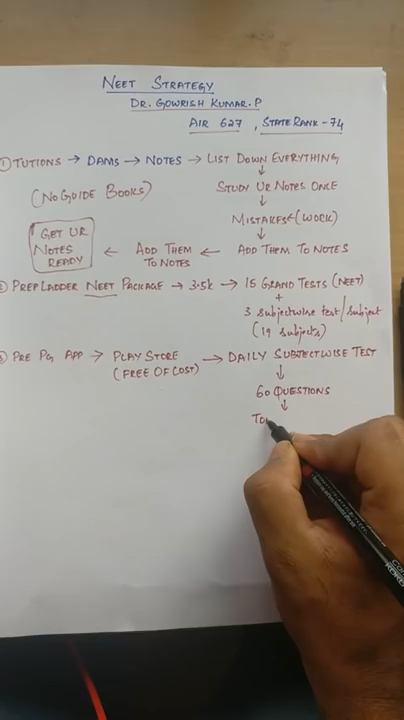 NEET STRATEGY
DR. GOWRISH KUMAR. P
AIR 627, STATE RANK - 74
① TUTIONS → DAMS → NOTES → LIST DOWN EVERYTHING
↓
(NO GUIDE BOOKS) STUDY UR NOTES ONCE
↓
MISTAKES ← (WORK)
↓
GET UR NOTES READY ← ADD THEM TO NOTES ← ADD THEM TO NOTES
② PREPLADDER NEET PACKAGE → 3.5k → 15 GRAND TESTS (NEET)
+
3 subjectwise test/subject
(19 subjects)
③ PRE PG APP → PLAY STORE → DAILY SUBJECTWISE TEST
(FREE OF COST) ↓
60 QUESTIONS
↓